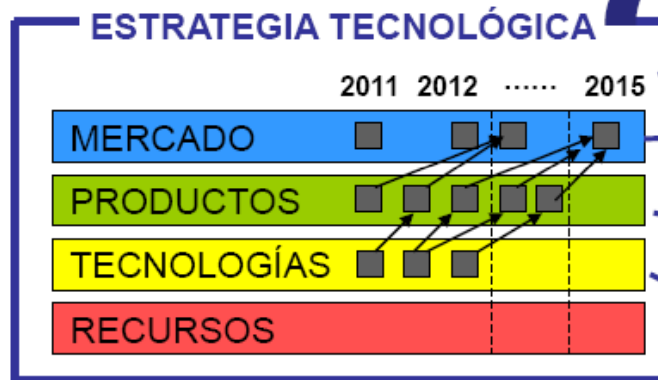 ESTRATEGIA TECNOLÓGICA
2011 2012 ...... 2015
MERCADO
PRODUCTOS
TECNOLOGÍAS
RECURSOS